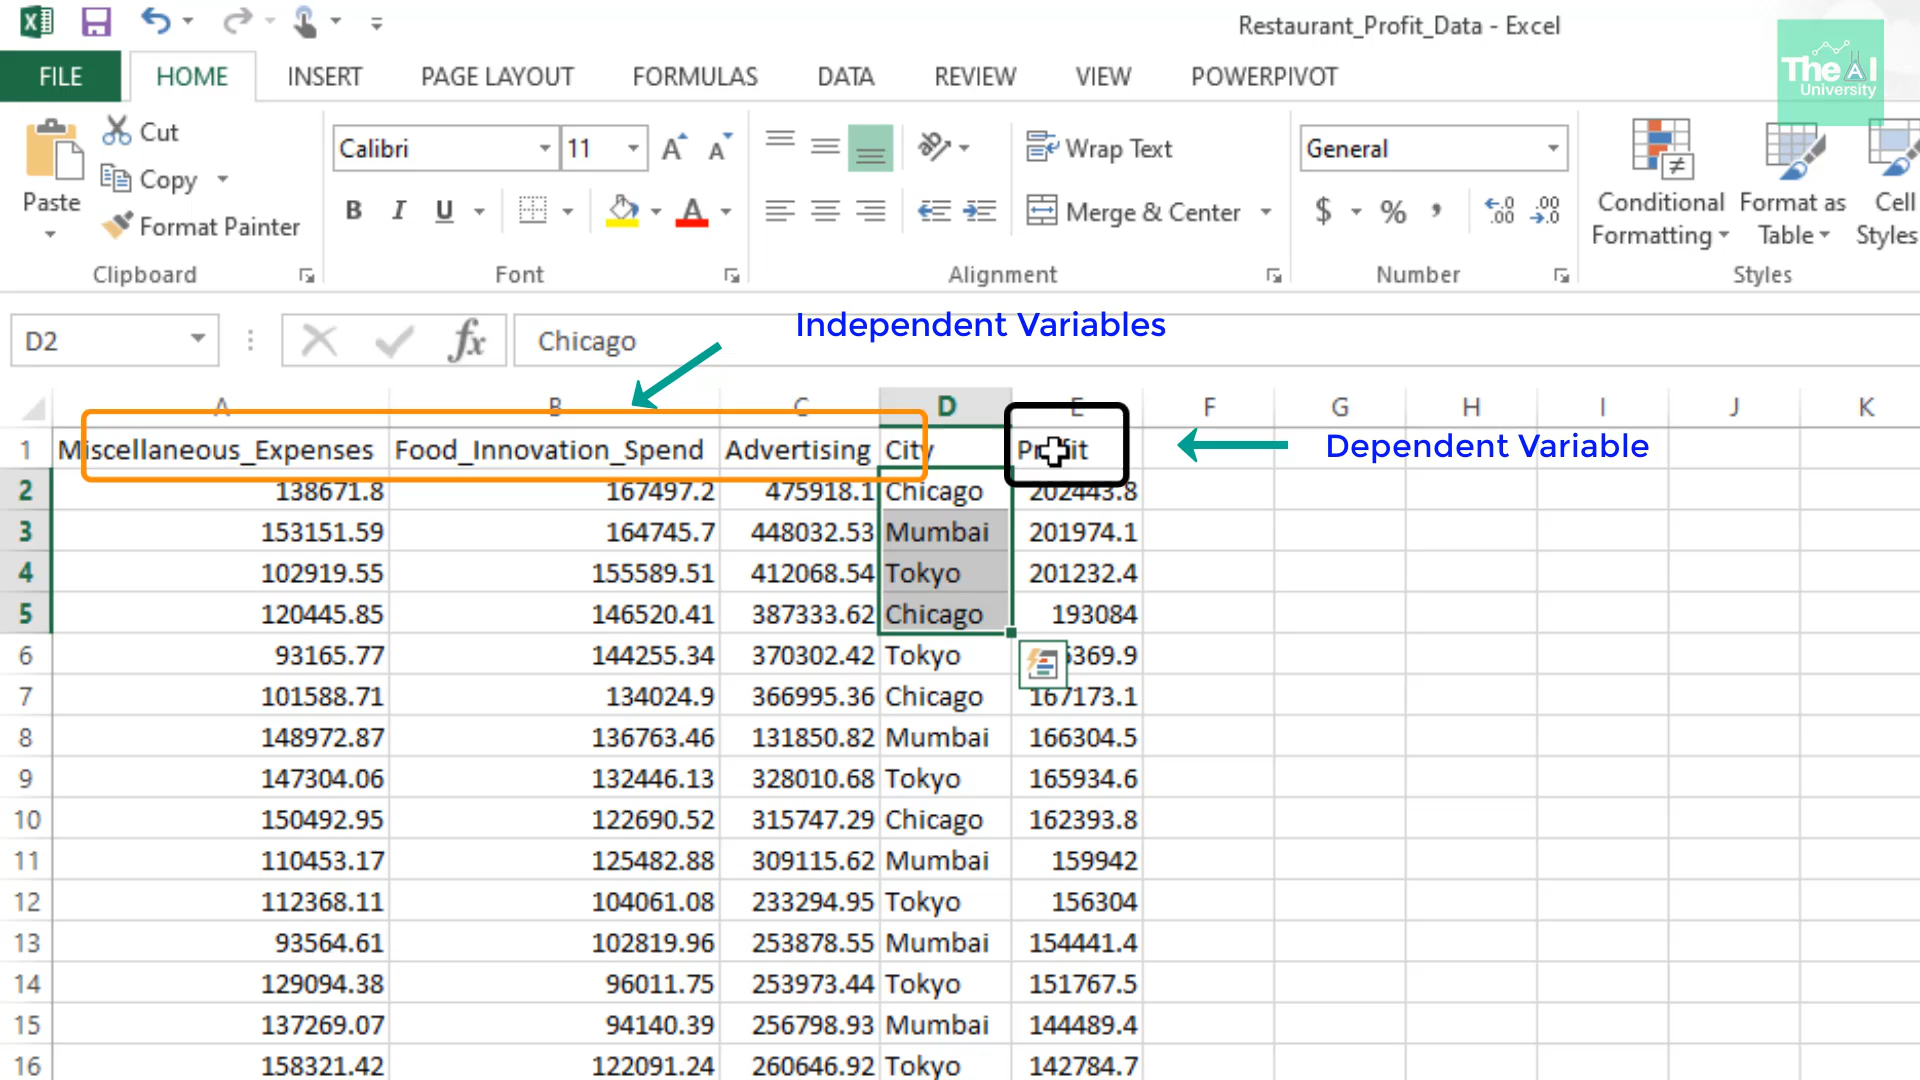 Restaurant_Profit_Data - Excel
The AI
University
FILE HOME INSERT PAGE LAYOUT FORMULAS DATA REVIEW VIEW POWERPIVOT
Cut
Copy
Format Painter
Paste
Clipboard
Calibri 11
B I U
Font
Wrap Text
Merge & Center
Alignment
General
$ % ,
Number
Conditional Formatting
Format as Table
Cell Styles
Styles
D2 fx Chicago
Independent Variables
Dependent Variable
A B C D E F G H I J K
1 Miscellaneous_Expenses Food_Innovation_Spend Advertising City Profit
2 138671.8 167497.2 475918.1 Chicago 202443.8
3 153151.59 164745.7 448032.53 Mumbai 201974.1
4 102919.55 155589.51 412068.54 Tokyo 201232.4
5 120445.85 146520.41 387333.62 Chicago 193084
6 93165.77 144255.34 370302.42 Tokyo 369.9
7 101588.71 134024.9 366995.36 Chicago 167173.1
8 148972.87 136763.46 131850.82 Mumbai 166304.5
9 147304.06 132446.13 328010.68 Tokyo 165934.6
10 150492.95 122690.52 315747.29 Chicago 162393.8
11 110453.17 125482.88 309115.62 Mumbai 159942
12 112368.11 104061.08 233294.95 Tokyo 156304
13 93564.61 102819.96 253878.55 Mumbai 154441.4
14 129094.38 96011.75 253973.44 Tokyo 151767.5
15 137269.07 94140.39 256798.93 Mumbai 144489.4
16 158321.42 122091.24 260646.92 Tokyo 142784.7